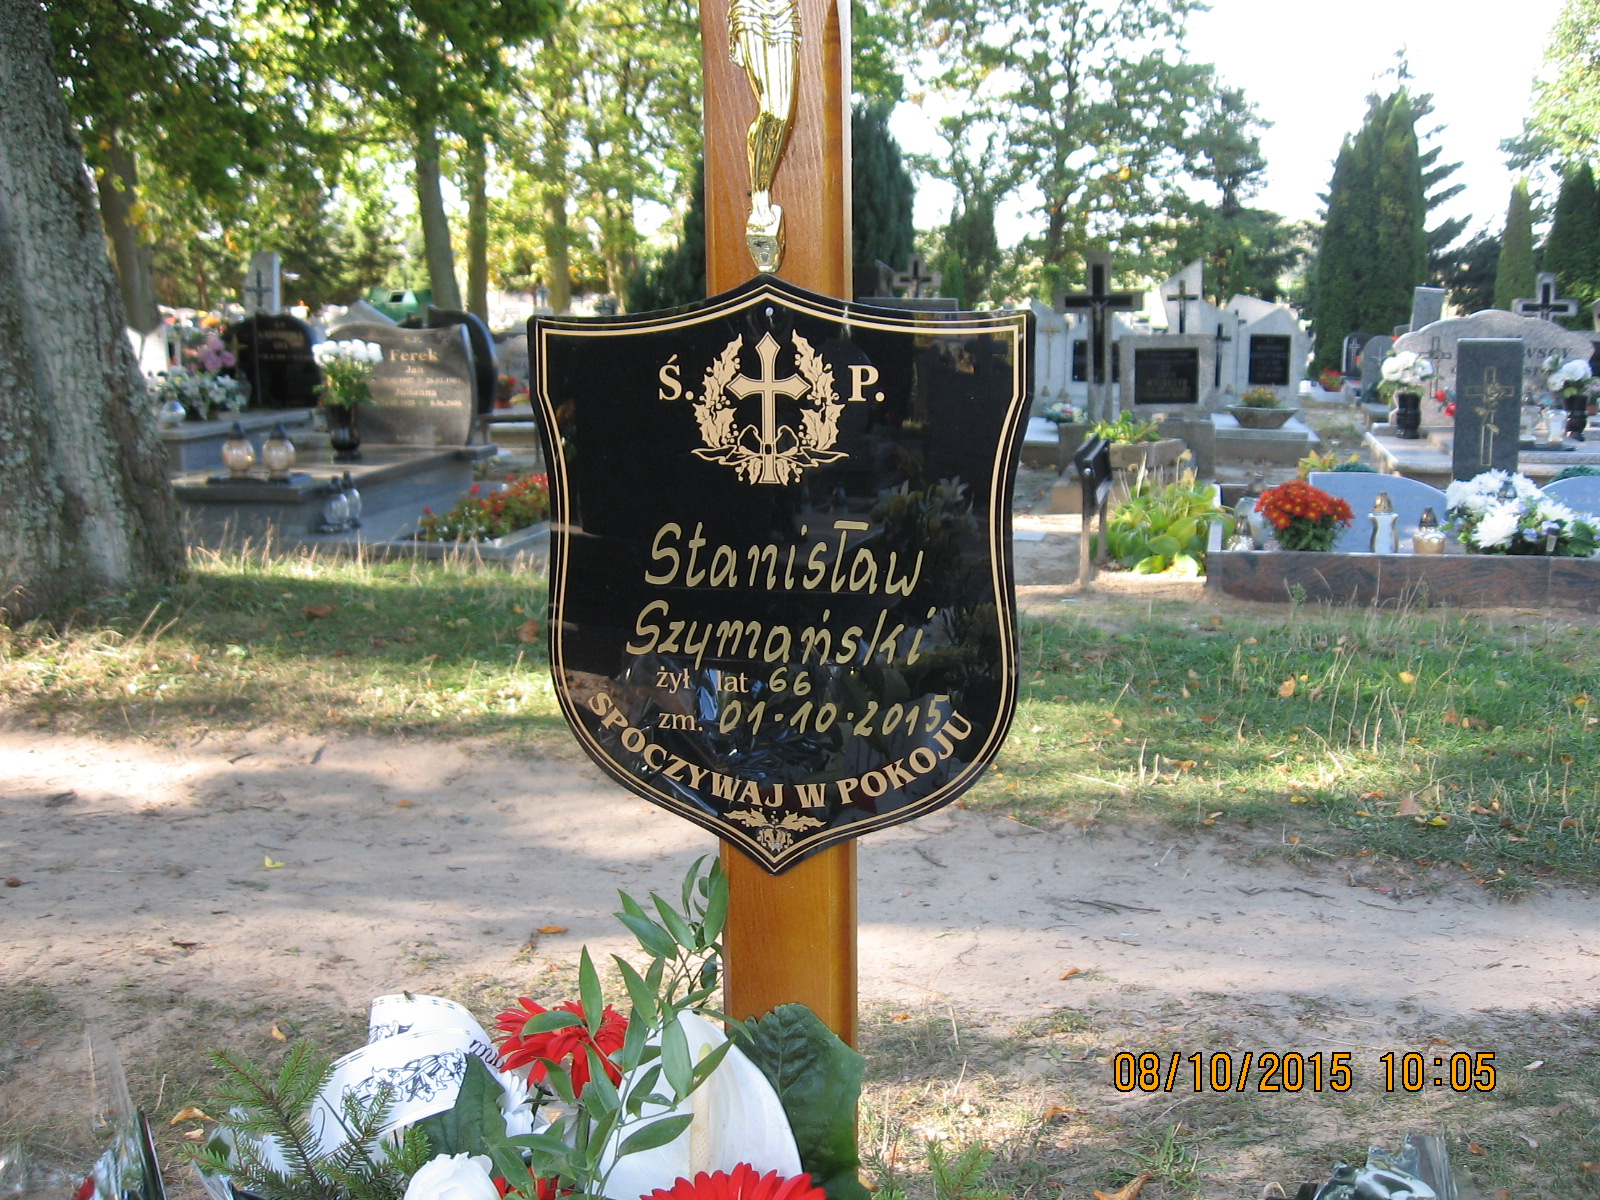 Ś. P.
Stanisław
Szymański
żył lat 66
zm. 01.10.2015
SPOCZYWAJ W POKOJU
Ferek
Jan
Julianna
08/10/2015 10:05